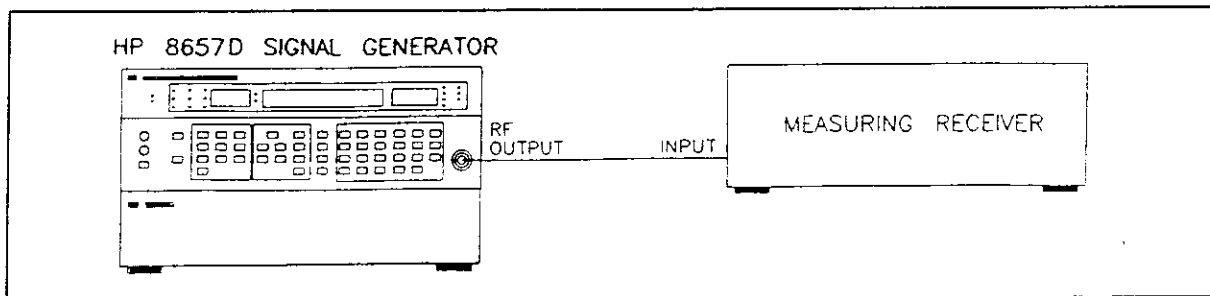 HP 8657D SIGNAL GENERATOR
RF
OUTPUT
INPUT
MEASURING RECEIVER